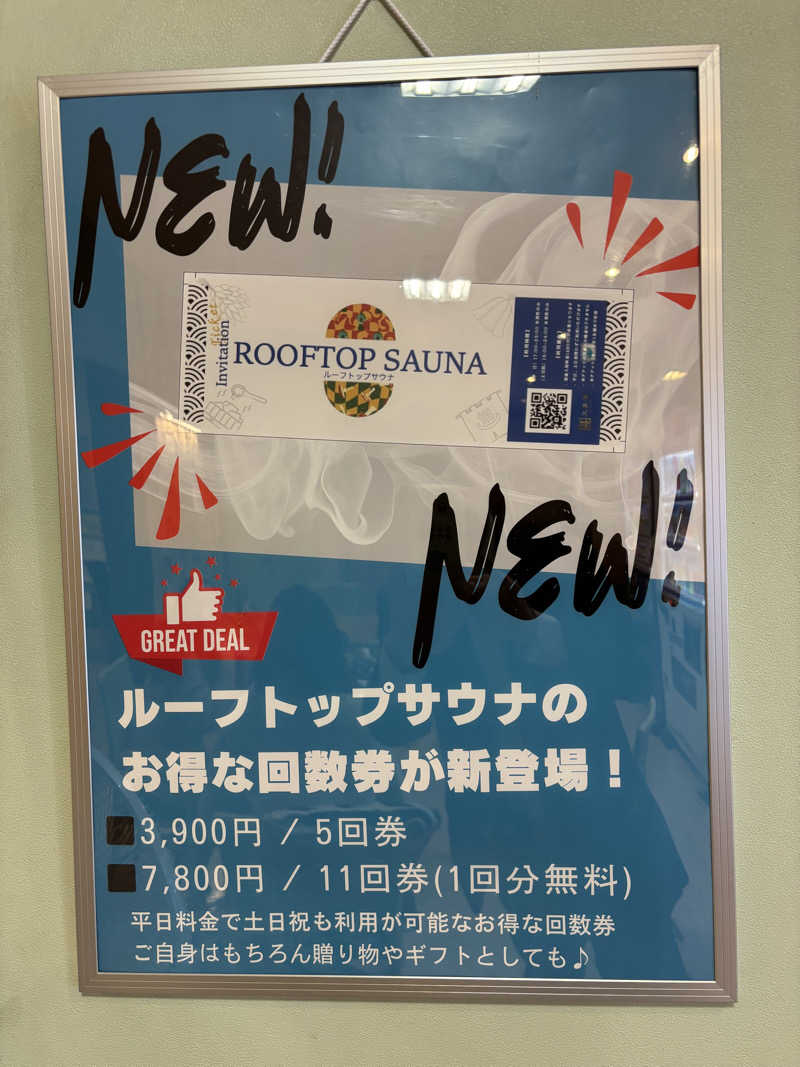 NEW!
Invitation
Ticket
ROOFTOP SAUNA
ルーフトップサウナ
NEW!
GREAT DEAL
ルーフトップサウナの
お得な回数券が新登場！
■3,900円 / 5回券
■7,800円 / 11回券(1回分無料)
平日料金で土日祝も利用が可能なお得な回数券
ご自身はもちろん贈り物やギフトとしても♪